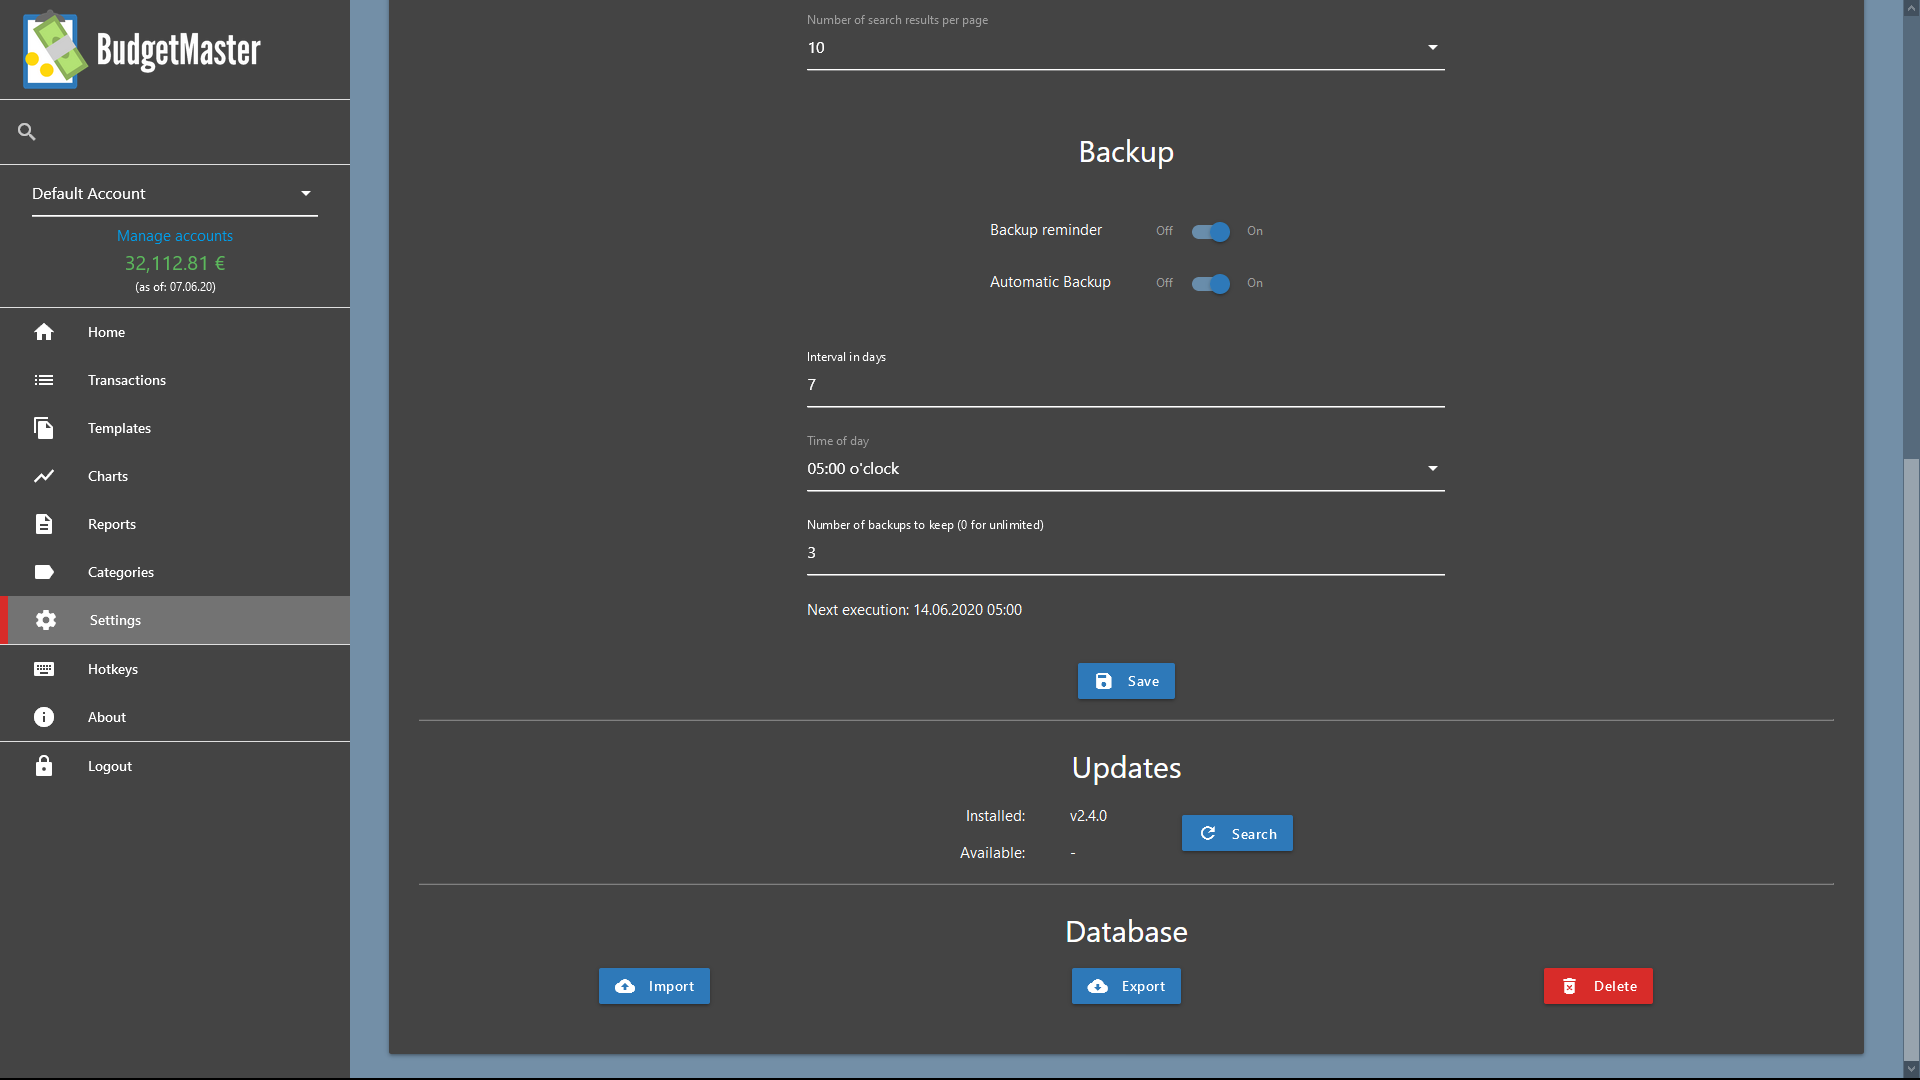 BudgetMaster
Default Account
Manage accounts
32,112.81 €
(as of: 07.06.20)
Home
Transactions
Templates
Charts
Reports
Categories
Settings
Hotkeys
About
Logout
Number of search results per page
10
Backup
Backup reminder Off On
Automatic Backup Off On
Interval in days
7
Time of day
05:00 o'clock
Number of backups to keep (0 for unlimited)
3
Next execution: 14.06.2020 05:00
Save
Updates
Installed: v2.4.0
Search
Available: -
Database
Import Export Delete